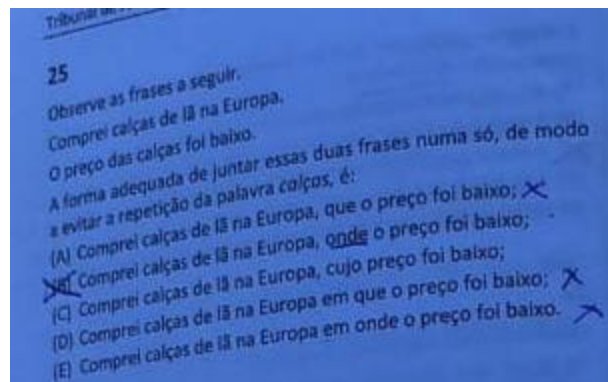 Tribunal de
25
Observe as frases a seguir.
Comprei calças de lã na Europa.
O preço das calças foi baixo.
A forma adequada de juntar essas duas frases numa só, de modo
a evitar a repetição da palavra calças, é:
(A) Comprei calças de lã na Europa, que o preço foi baixo;
Comprei calças de lã na Europa, onde o preço foi baixo;
(C) Comprei calças de lã na Europa, cujo preço foi baixo;
(D) Comprei calças de lã na Europa em que o preço foi baixo;
(E) Comprei calças de lã na Europa em onde o preço foi baixo.